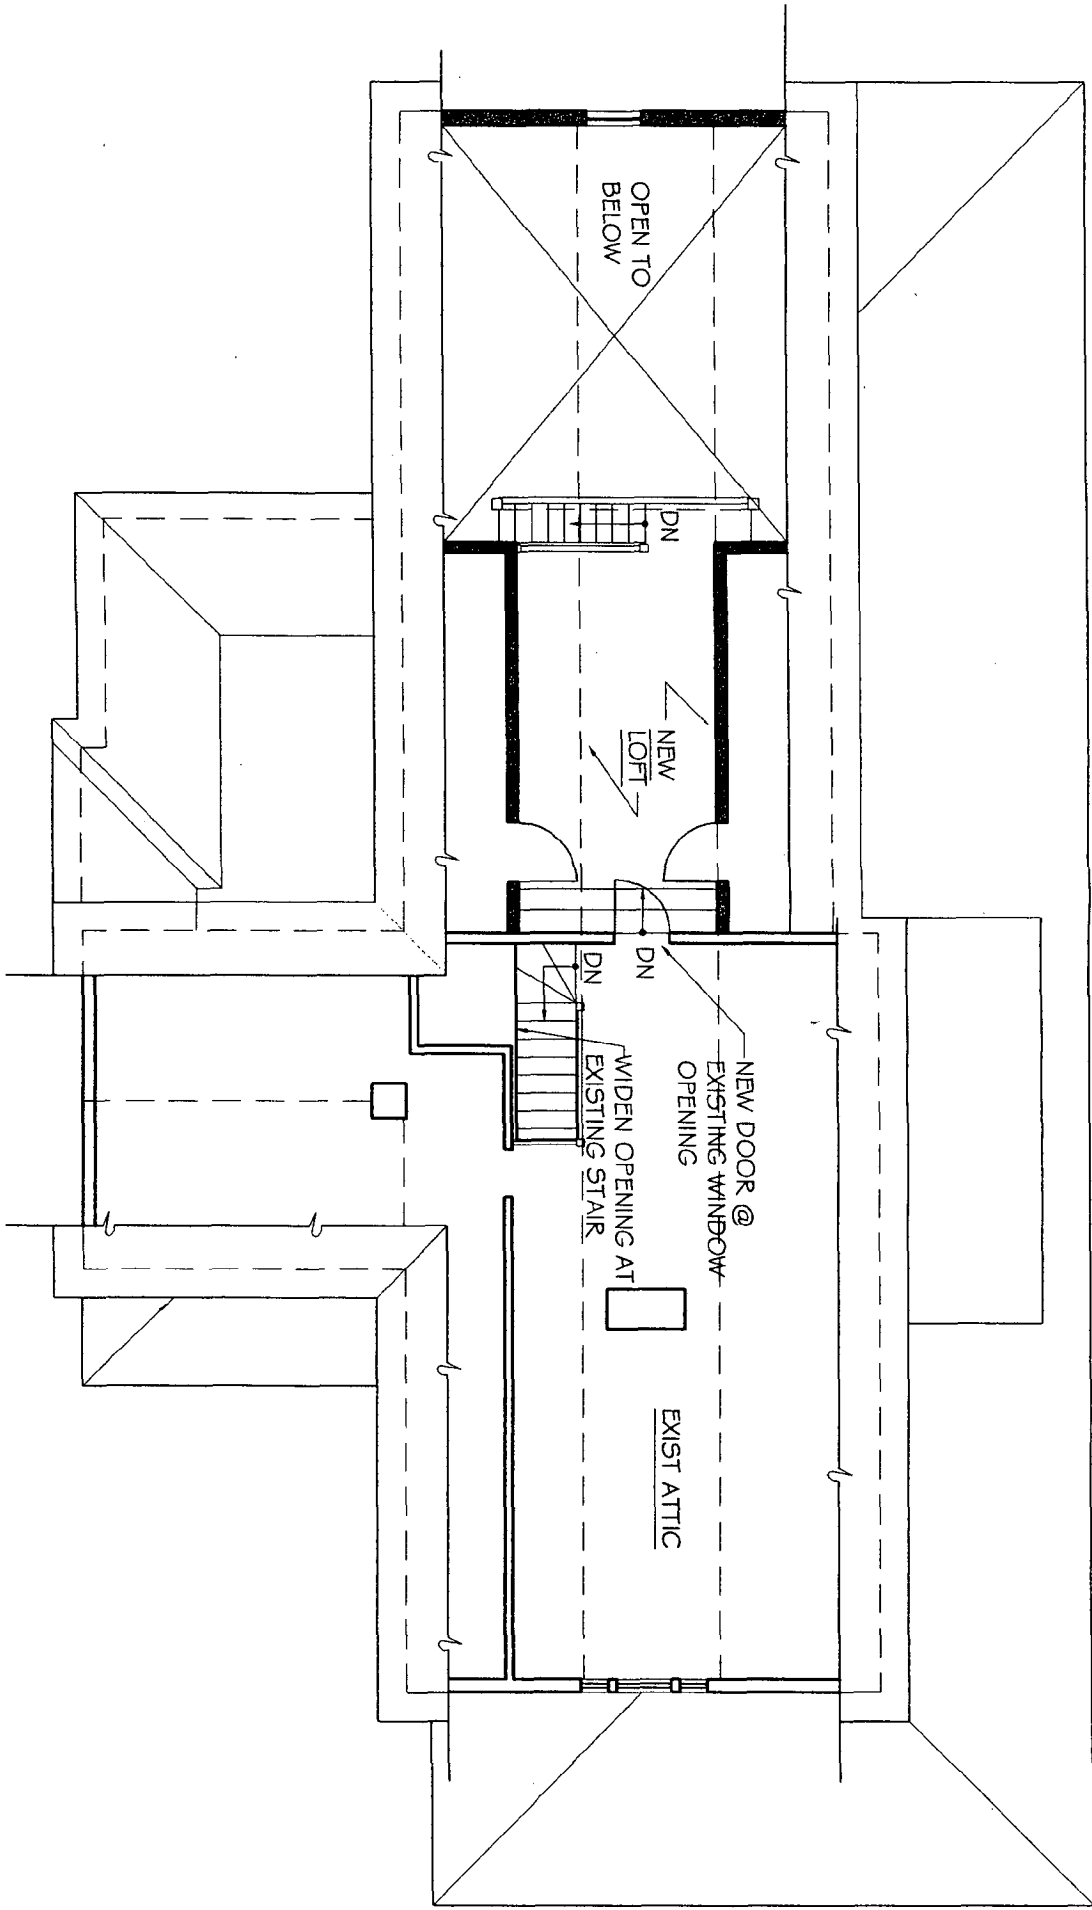 OPEN TO
BELOW
DN
NEW
LOFT
DN
DN
NEW DOOR @
EXISTING WINDOW
OPENING
WIDEN OPENING AT
EXISTING STAIR
EXIST ATTIC